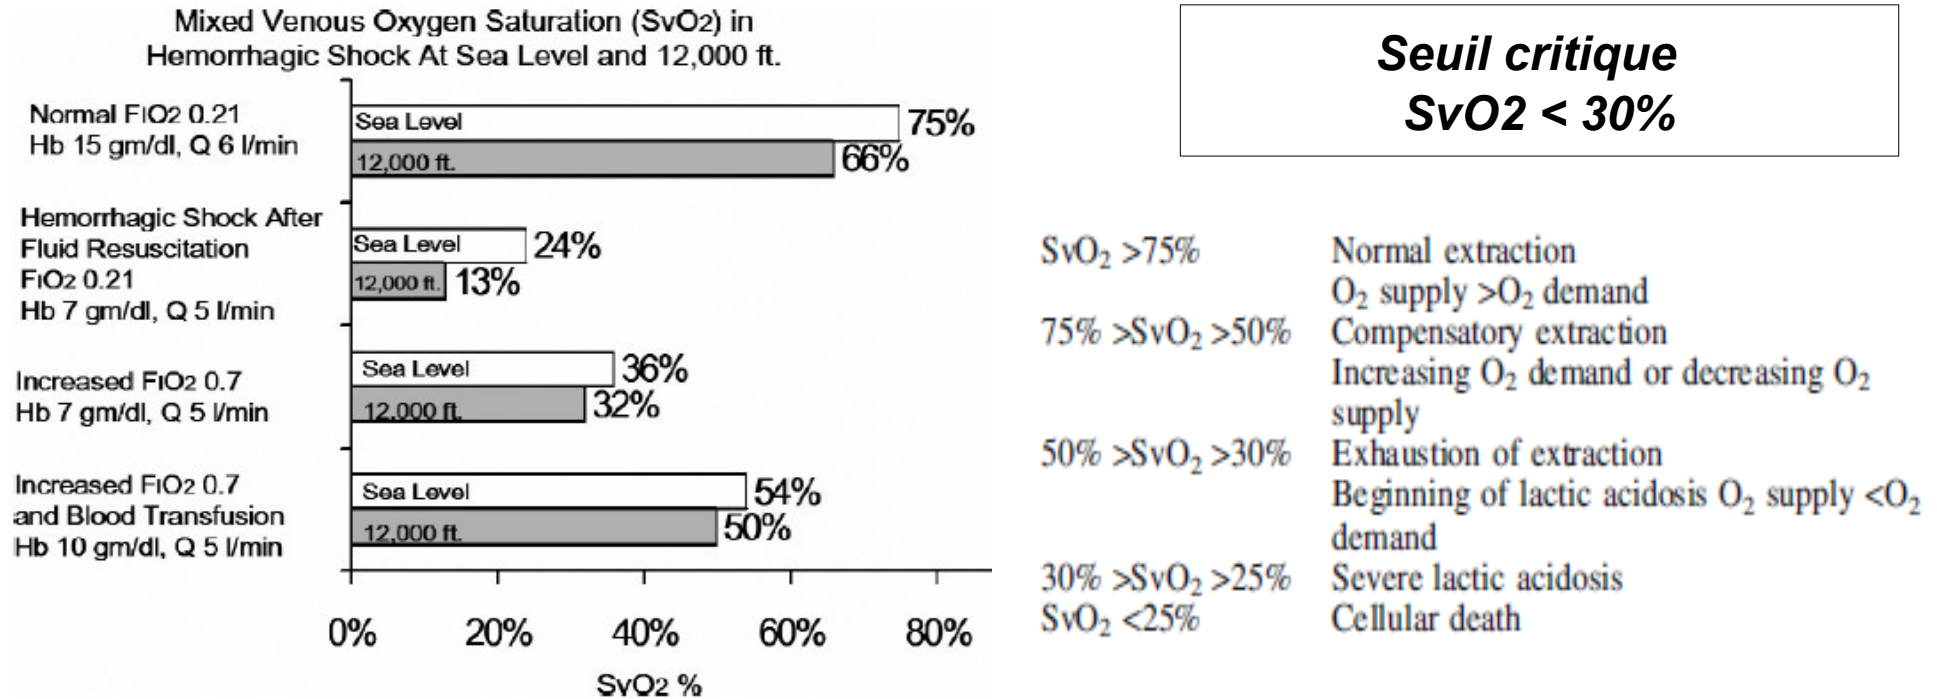 Mixed Venous Oxygen Saturation (SvO2) in
Hemorrhagic Shock At Sea Level and 12,000 ft.
Normal FIO2 0.21
Hb 15 gm/dl, Q 6 l/min
Sea Level
75%
12,000 ft.
66%
Hemorrhagic Shock After
Fluid Resuscitation
FIO2 0.21
Hb 7 gm/dl, Q 5 l/min
Sea Level
24%
12,000 ft.
13%
Increased FIO2 0.7
Hb 7 gm/dl, Q 5 l/min
Sea Level
36%
12,000 ft.
32%
Increased FIO2 0.7
and Blood Transfusion
Hb 10 gm/dl, Q 5 l/min
Sea Level
54%
12,000 ft.
50%
0% 20% 40% 60% 80%
SvO2 %
Seuil critique
SvO2 < 30%
SvO₂ >75% Normal extraction
O₂ supply >O₂ demand
75% >SvO₂ >50% Compensatory extraction
Increasing O₂ demand or decreasing O₂
supply
50% >SvO₂ >30% Exhaustion of extraction
Beginning of lactic acidosis O₂ supply <O₂
demand
30% >SvO₂ >25% Severe lactic acidosis
SvO₂ <25% Cellular death